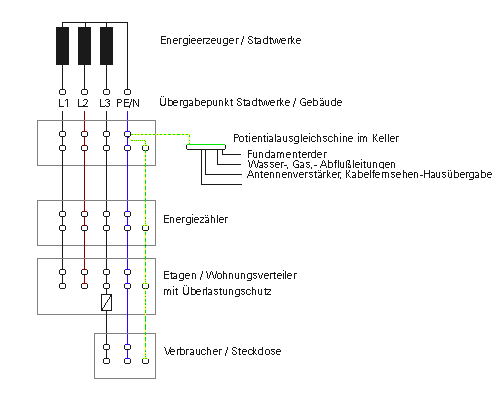 Energieerzeuger / Stadtwerke
L1 L2 L3 PE/N
Übergabepunkt Stadtwerke / Gebäude
Potientialausgleichschine im Keller
Fundamenterder
Wasser-, Gas,- Abflußleitungen
Antennenverstärker, Kabelfernsehen-Hausübergabe
Energiezähler
Etagen / Wohnungsverteiler
mit Überlastungschutz
Verbraucher / Steckdose